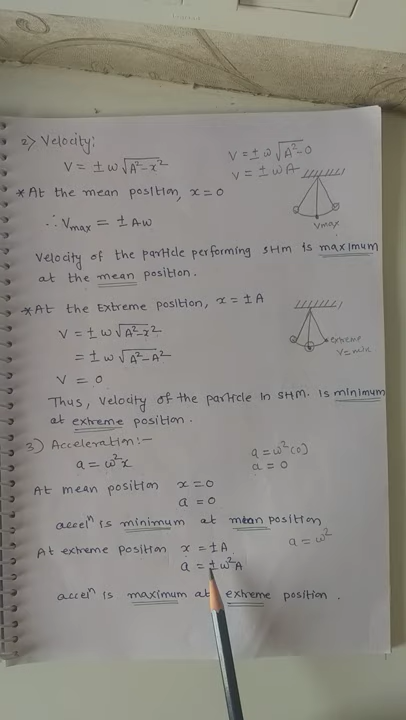 2) Velocity:
V = ± ω √A²-x²
V = ± ω √A²-0
V = ± ω A
*At the mean position, x = 0
∴ Vmax = ± Aω
Vmax
Velocity of the particle performing SHM is maximum
at the mean position.
*At the Extreme position, x = ± A
V = ± ω √A²-x²
= ± ω √A²-A²
V = 0
extreme
V=min
Thus, velocity of the particle in SHM. is minimum
at extreme position.
3) Acceleration:-
a = ω²x
a = ω²(0)
a = 0
At mean position x = 0
a = 0
accelⁿ is minimum at mean position
At extreme position x = ±A
a = ω²
a = ± ω²A
accelⁿ is maximum at extreme position.